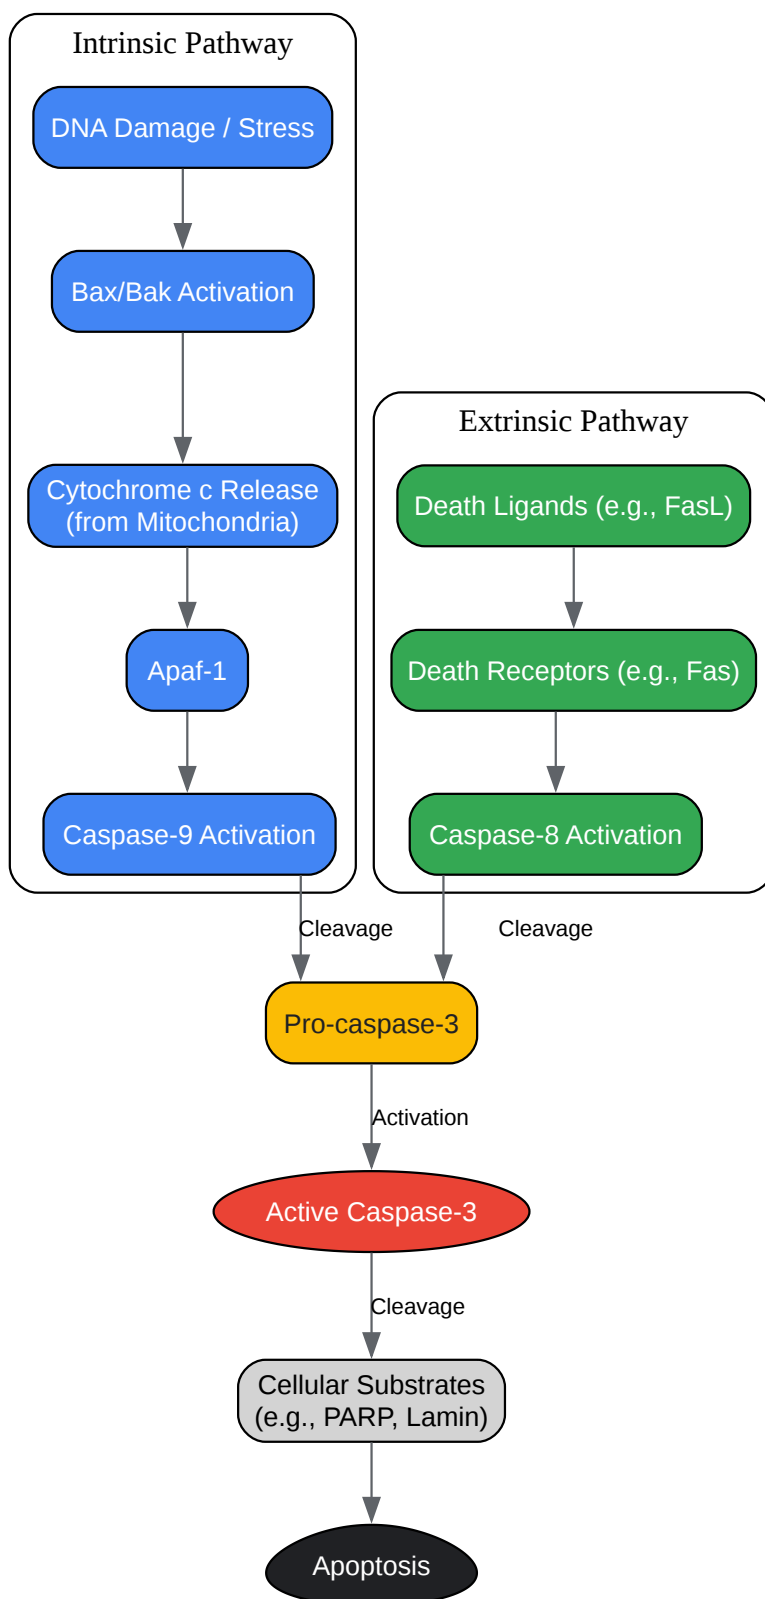 Intrinsic Pathway
DNA Damage / Stress
Bax/Bak Activation
Cytochrome c Release
(from Mitochondria)
Apaf-1
Caspase-9 Activation
Extrinsic Pathway
Death Ligands (e.g., FasL)
Death Receptors (e.g., Fas)
Caspase-8 Activation
Cleavage
Cleavage
Pro-caspase-3
Activation
Active Caspase-3
Cleavage
Cellular Substrates
(e.g., PARP, Lamin)
Apoptosis